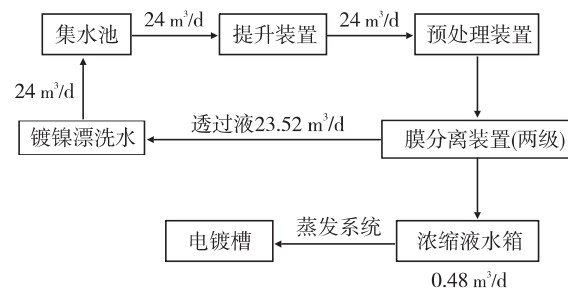 24 m³/d
24 m³/d
集水池
提升装置
预处理装置
24 m³/d
透过液23.52 m³/d
镀镍漂洗水
膜分离装置(两级)
蒸发系统
电镀槽
浓缩液水箱
0.48 m³/d